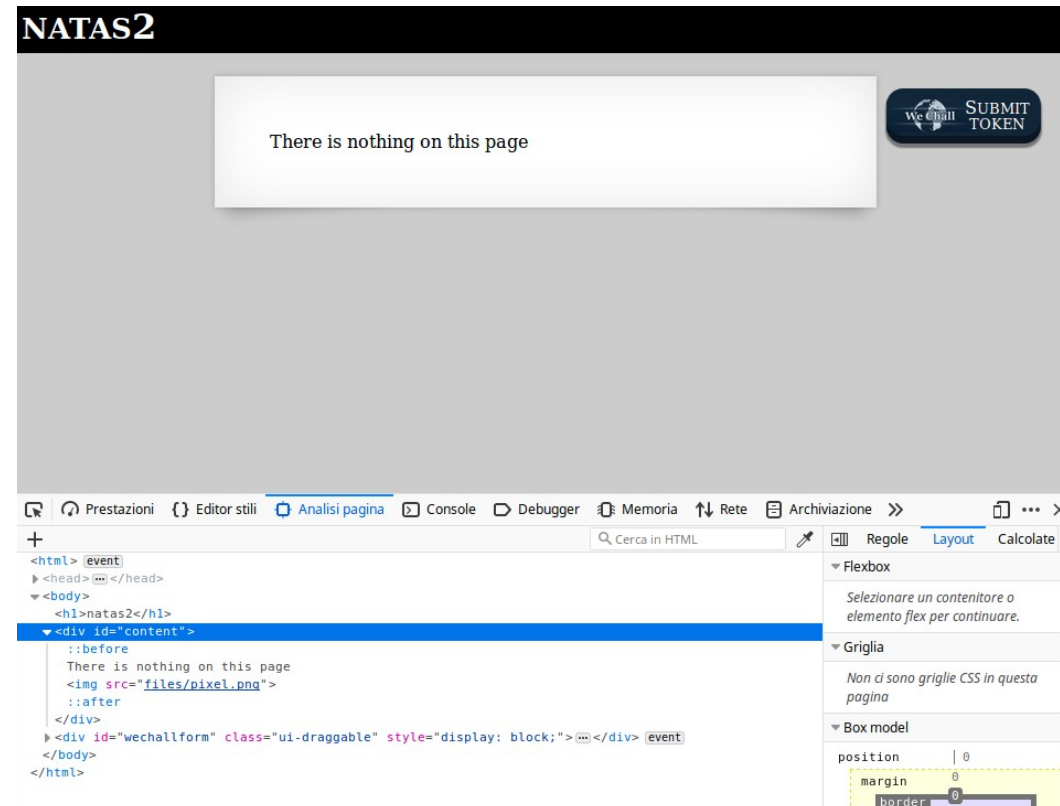 NATAS2
There is nothing on this page
We Chall SUBMIT TOKEN
Prestazioni {} Editor stili Analisi pagina Console Debugger Memoria Rete Archiviazione
+ Cerca in HTML Regole Layout Calcolate
<html> event
<head> ... </head>
<body>
<h1>natas2</h1>
<div id="content">
::before
There is nothing on this page
<img src="files/pixel.png">
::after
</div>
<div id="wechallform" class="ui-draggable" style="display: block;"> ... </div> event
</body>
</html>
Flexbox
Selezionare un contenitore o
elemento flex per continuare.
Griglia
Non ci sono griglie CSS in questa
pagina
Box model
position 0
margin 0
border 0